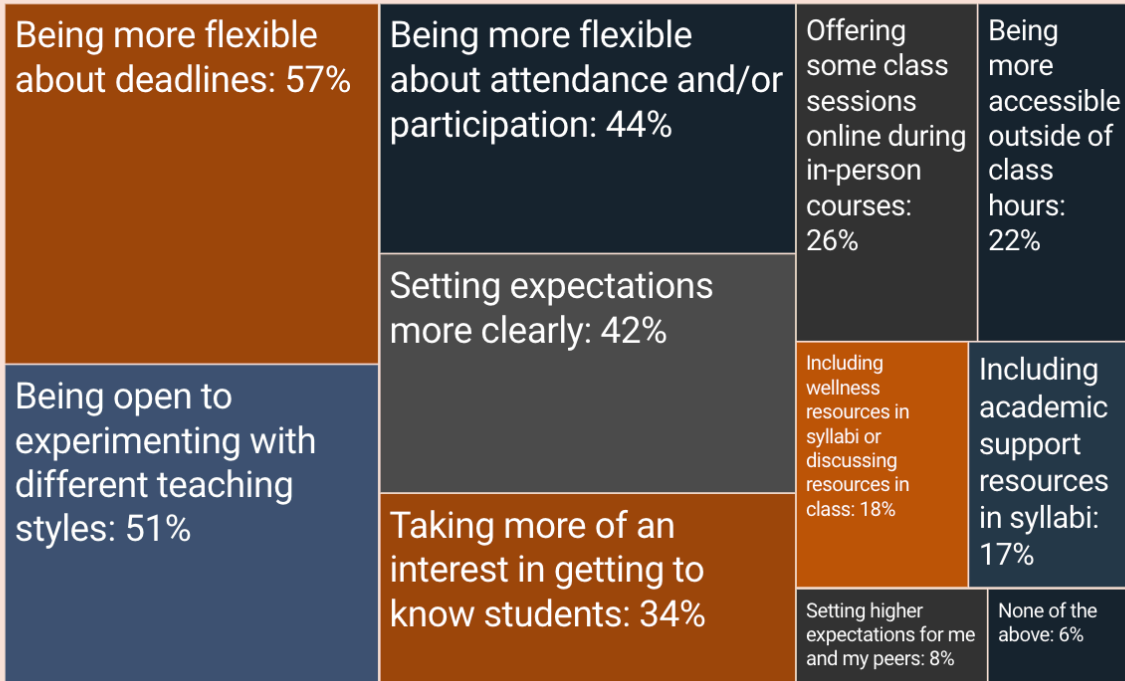 Being more flexible
about deadlines: 57%
Being open to
experimenting with
different teaching
styles: 51%
Being more flexible
about attendance and/or
participation: 44%
Setting expectations
more clearly: 42%
Taking more of an
interest in getting to
know students: 34%
Offering
some class
sessions
online during
in-person
courses:
26%
Being
more
accessible
outside of
class
hours:
22%
Including
wellness
resources in
syllabi or
discussing
resources in
class: 18%
Including
academic
support
resources
in syllabi:
17%
Setting higher
expectations for me
and my peers: 8%
None of the
above: 6%